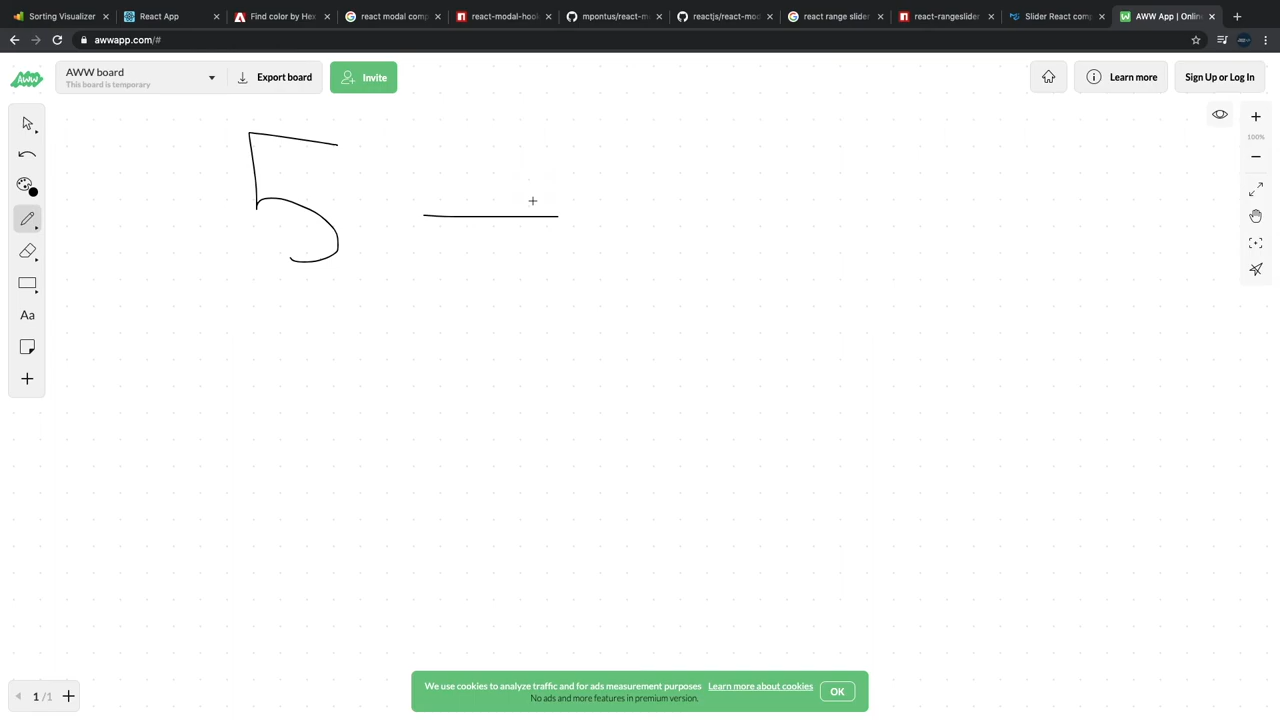 Sorting Visualizer
React App
Find color by Hex
react modal comp
react-modal-hook
mpontus/react-m
reactjs/react-mod
react range slider
react-rangeslider
Slider React comp
AWW App | Online
awwapp.com/#
AWW
AWW board
This board is temporary
Export board
Invite
Learn more
Sign Up or Log In
100%
5 —
Aa
1 / 1
We use cookies to analyze traffic and for ads measurement purposes Learn more about cookies
No ads and more features in premium version.
OK